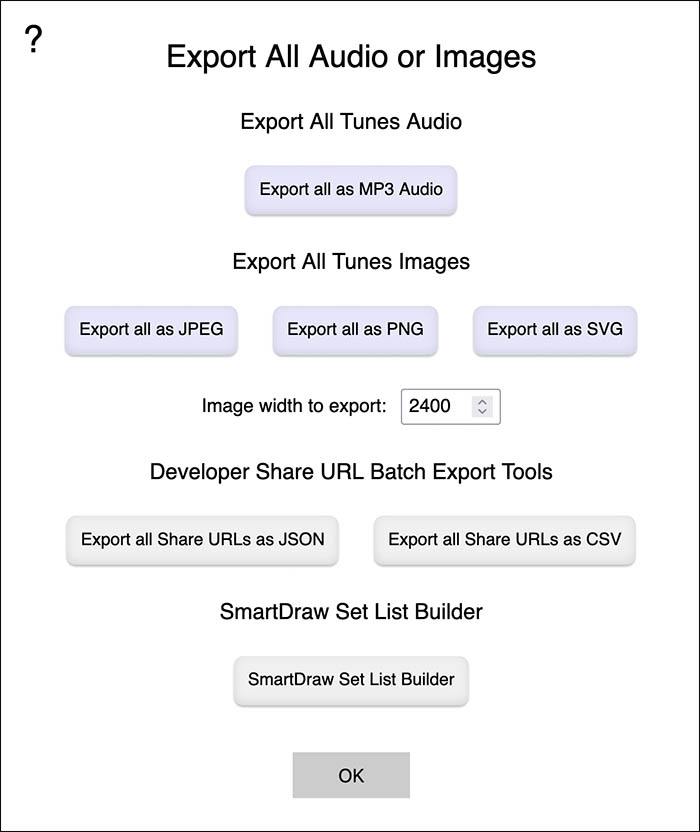 ?
Export All Audio or Images
Export All Tunes Audio
Export all as MP3 Audio
Export All Tunes Images
Export all as JPEG Export all as PNG Export all as SVG
Image width to export: 2400
Developer Share URL Batch Export Tools
Export all Share URLs as JSON Export all Share URLs as CSV
SmartDraw Set List Builder
SmartDraw Set List Builder
OK